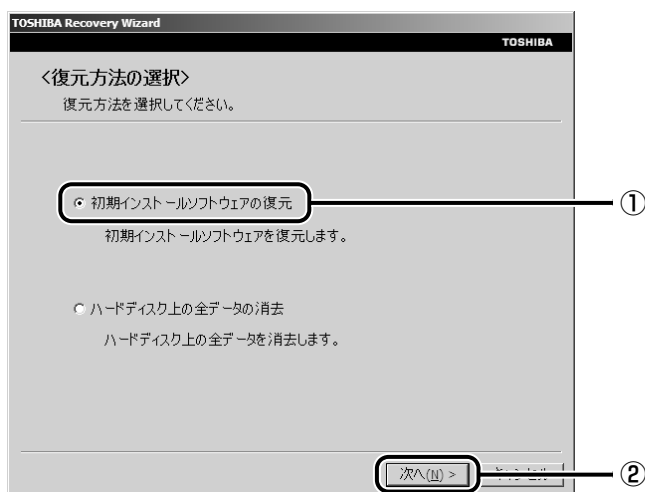 TOSHIBA Recovery Wizard
TOSHIBA
<復元方法の選択>
復元方法を選択してください。
初期インストールソフトウェアの復元
①
初期インストールソフトウェアを復元します。
ハードディスク上の全データの消去
ハードディスク上の全データを消去します。
次へ(N) >
②